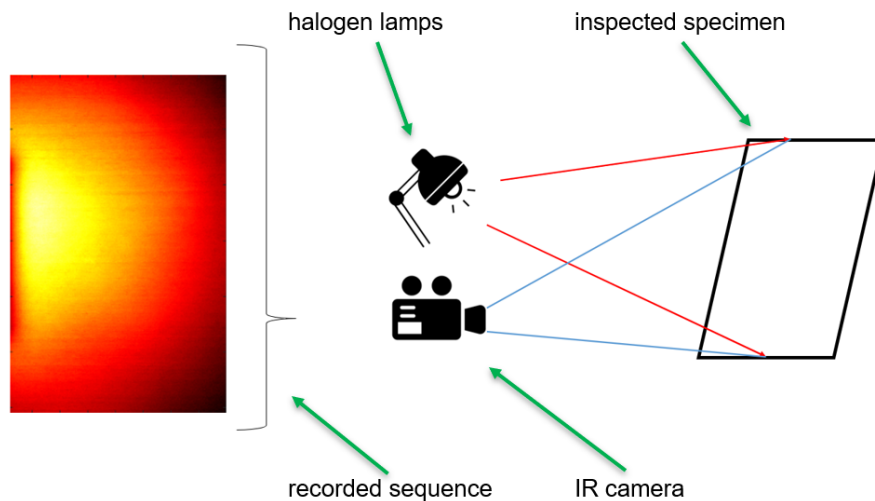 halogen lamps
inspected specimen
recorded sequence
IR camera